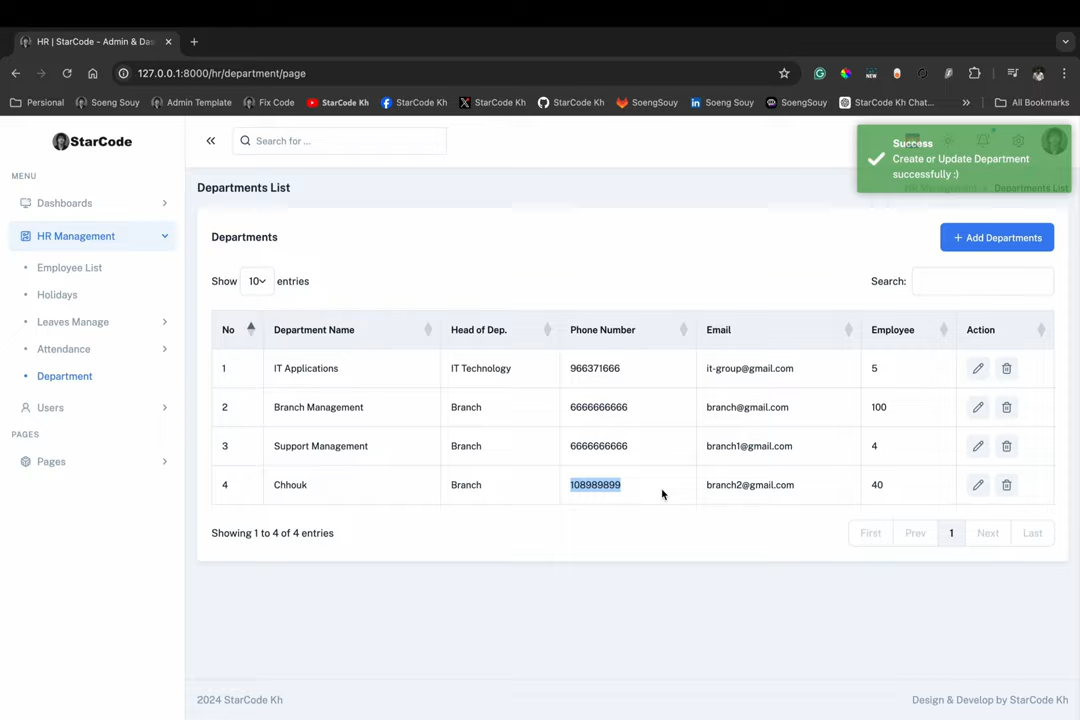 HR | StarCode - Admin & Das
127.0.0.1:8000/hr/department/page
Personal
Soeng Souy
Admin Template
Fix Code
StarCode Kh
StarCode Kh
StarCode Kh
StarCode Kh
SoengSouy
Soeng Souy
SoengSouy
StarCode Kh Chat...
All Bookmarks
StarCode
Search for ...
Success
Create or Update Department
successfully :)
HR Management
Departments List
MENU
Dashboards
HR Management
Employee List
Holidays
Leaves Manage
Attendance
Department
Users
PAGES
Pages
Departments List
Departments
+ Add Departments
Show 10 entries
Search:
No Department Name Head of Dep. Phone Number Email Employee Action
1 IT Applications IT Technology 966371666 it-group@gmail.com 5
2 Branch Management Branch 6666666666 branch@gmail.com 100
3 Support Management Branch 6666666666 branch1@gmail.com 4
4 Chhouk Branch 108989899 branch2@gmail.com 40
Showing 1 to 4 of 4 entries
First Prev 1 Next Last
2024 StarCode Kh
Design & Develop by StarCode Kh